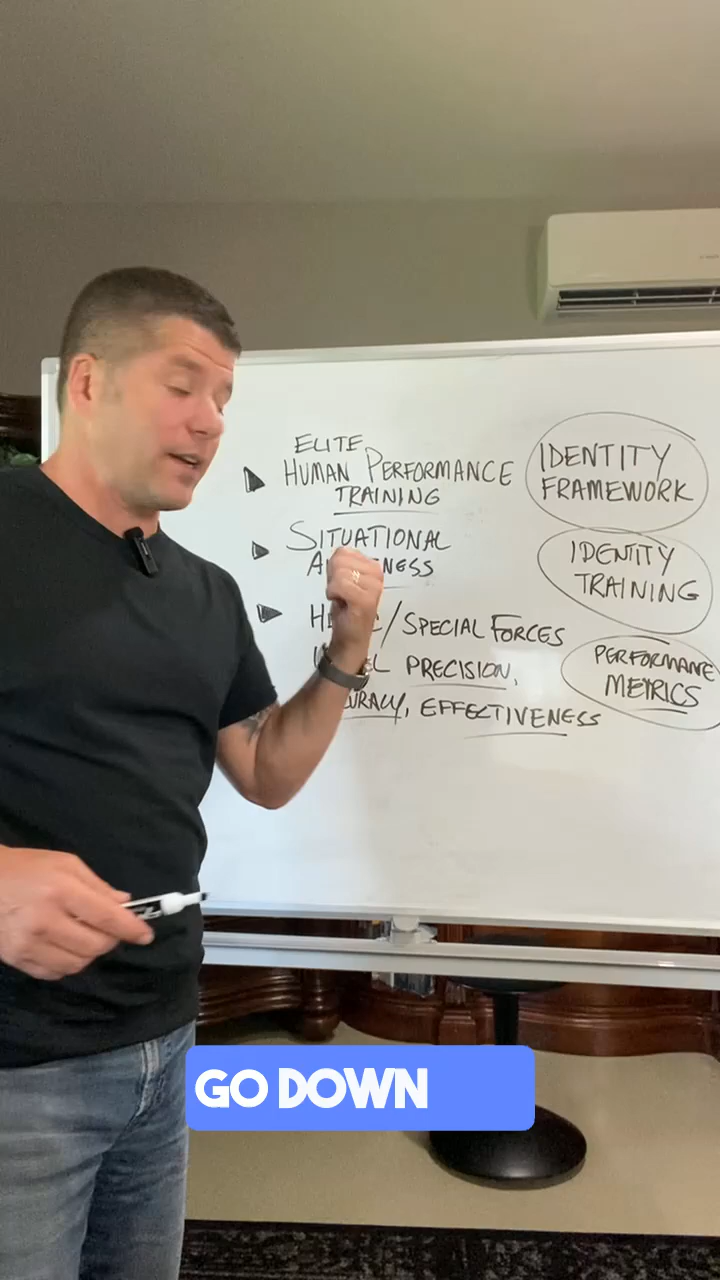 ELITE
HUMAN PERFORMANCE
TRAINING
IDENTITY
FRAMEWORK
SITUATIONAL
IDENTITY
TRAINING
/SPECIAL FORCES
PRECISION,
EFFECTIVENESS
PERFORMANCE
METRICS
GO DOWN